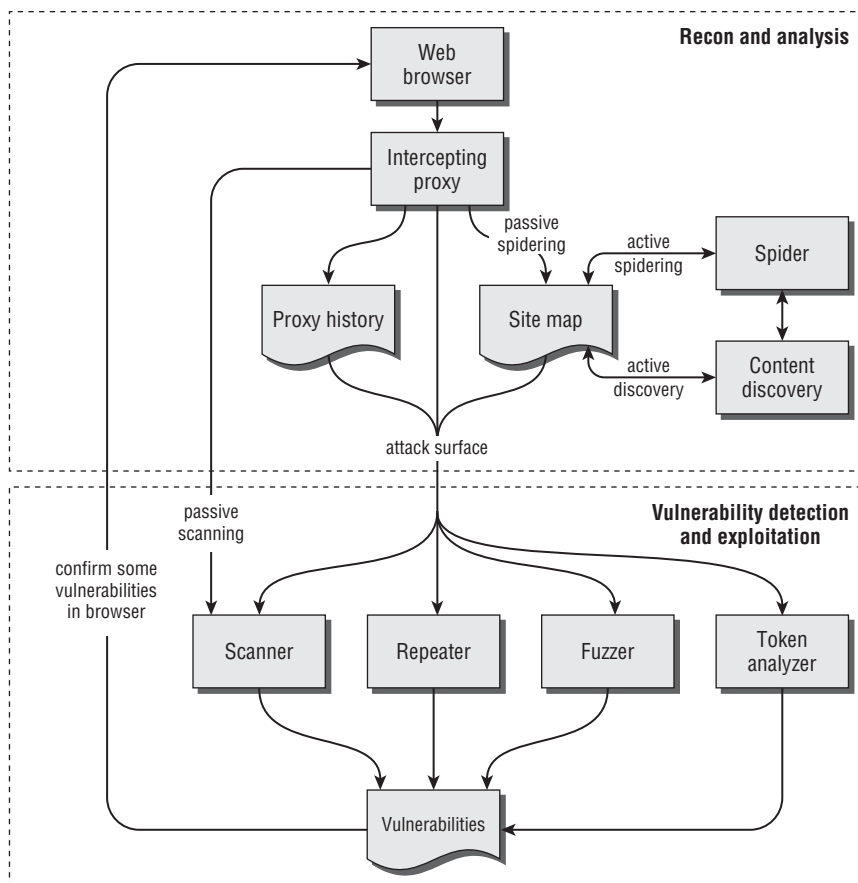 Recon and analysis
Web
browser
Intercepting
proxy
passive
spidering
active
spidering
Spider
Proxy history
Site map
active
discovery
Content
discovery
attack surface
Vulnerability detection
and exploitation
passive
scanning
confirm some
vulnerabilities
in browser
Scanner
Repeater
Fuzzer
Token
analyzer
Vulnerabilities